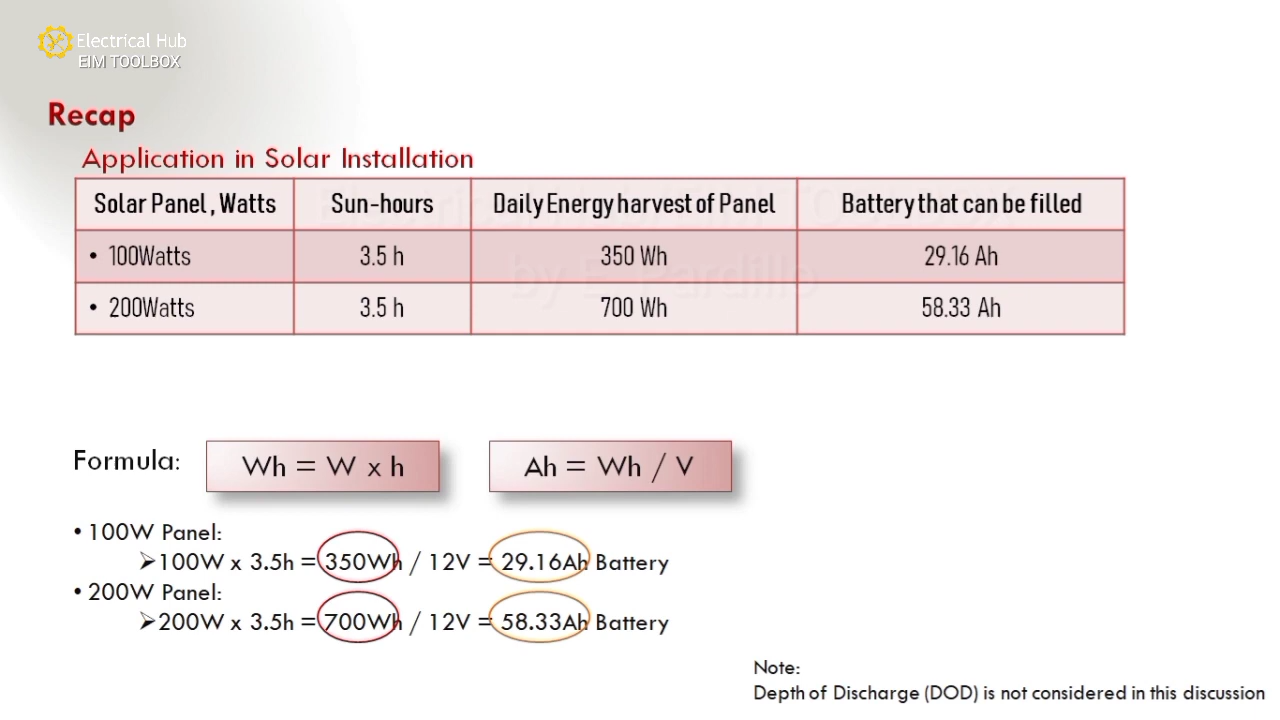 Electrical Hub
EIM TOOLBOX
Recap
Application in Solar Installation
Solar Panel, Watts Sun-hours Daily Energy harvest of Panel Battery that can be filled
• 100Watts 3.5 h 350 Wh 29.16 Ah
• 200Watts 3.5 h 700 Wh 58.33 Ah
by E. Pardillo
Formula: Wh = W x h Ah = Wh / V
• 100W Panel:
➢100W x 3.5h = 350Wh / 12V = 29.16Ah Battery
• 200W Panel:
➢200W x 3.5h = 700Wh / 12V = 58.33Ah Battery
Note:
Depth of Discharge (DOD) is not considered in this discussion